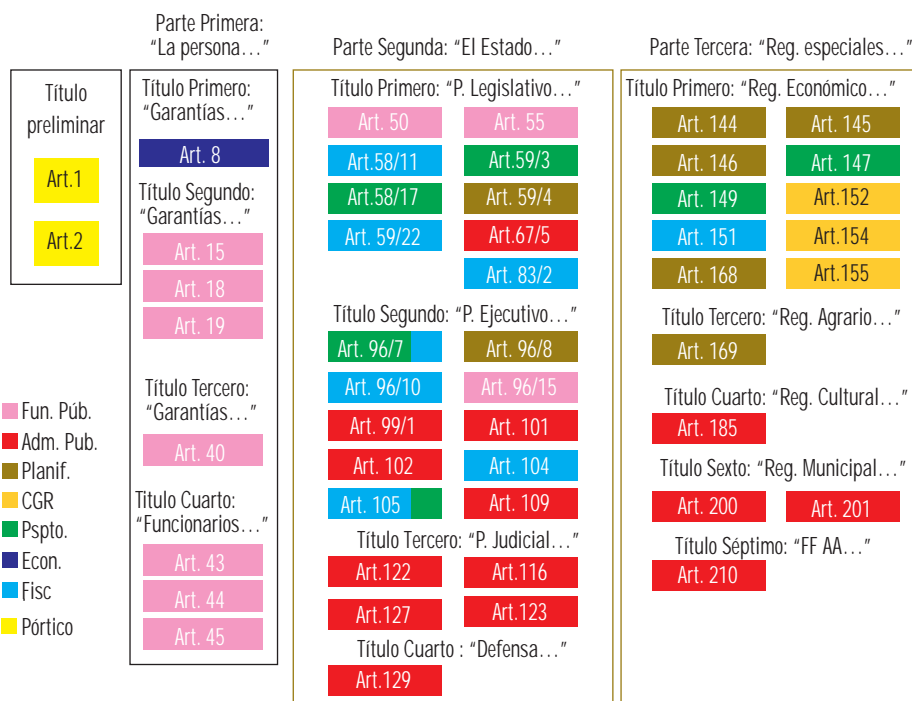 Parte Primera:
“La persona…”
Parte Segunda: “El Estado…”
Parte Tercera: “Reg. especiales…”
Título
preliminar
Art.1
Art.2
Título Primero:
“Garantías…”
Art. 8
Título Segundo:
“Garantías…”
Art. 15
Art. 18
Art. 19
Título Tercero:
“Garantías…”
Art. 40
Titulo Cuarto:
“Funcionarios…”
Art. 43
Art. 44
Art. 45
Título Primero: “P. Legislativo…”
Art. 50 Art. 55
Art.58/11 Art.59/3
Art.58/17 Art. 59/4
Art. 59/22 Art.67/5
Art. 83/2
Título Segundo: “P. Ejecutivo…”
Art. 96/7 Art. 96/8
Art. 96/10 Art. 96/15
Art. 99/1 Art. 101
Art. 102 Art. 104
Art. 105 Art. 109
Título Tercero: “P. Judicial…”
Art.122 Art.116
Art.127 Art.123
Título Cuarto : “Defensa…”
Art.129
Título Primero: “Reg. Económico…”
Art. 144 Art. 145
Art. 146 Art. 147
Art. 149 Art.152
Art. 151 Art.154
Art. 168 Art.155
Título Tercero: “Reg. Agrario…”
Art. 169
Título Cuarto: “Reg. Cultural…”
Art. 185
Título Sexto: “Reg. Municipal…”
Art. 200 Art. 201
Título Séptimo: “FF AA…”
Art. 210
Fun. Púb.
Adm. Pub.
Planif.
CGR
Pspto.
Econ.
Fisc
Pórtico